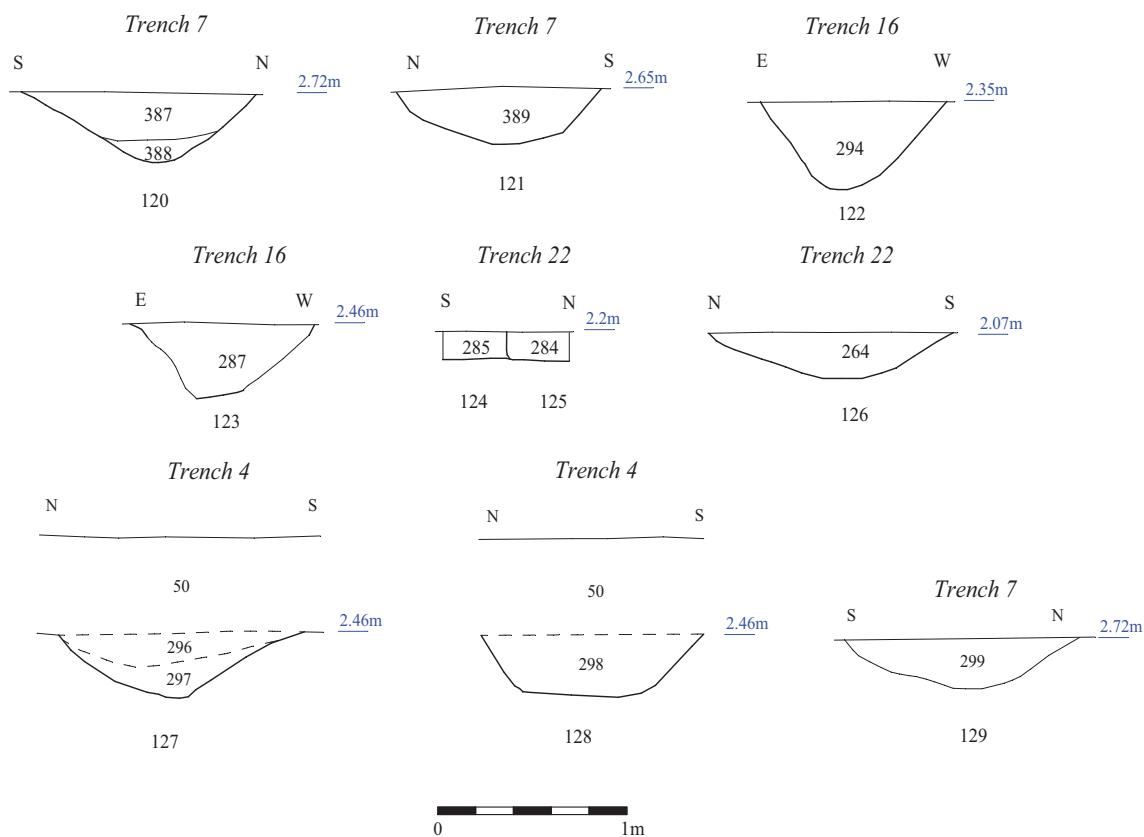 Trench 7
S
N
2.72m
387
388
120
Trench 7
N
S
2.65m
389
121
Trench 16
E
W
2.35m
294
122
Trench 16
E
W
2.46m
287
123
Trench 22
S
N
2.2m
285
284
124
125
Trench 22
N
S
2.07m
264
126
Trench 4
N
S
50
2.46m
296
297
127
Trench 4
N
S
50
2.46m
298
128
Trench 7
S
N
2.72m
299
129
0
1m